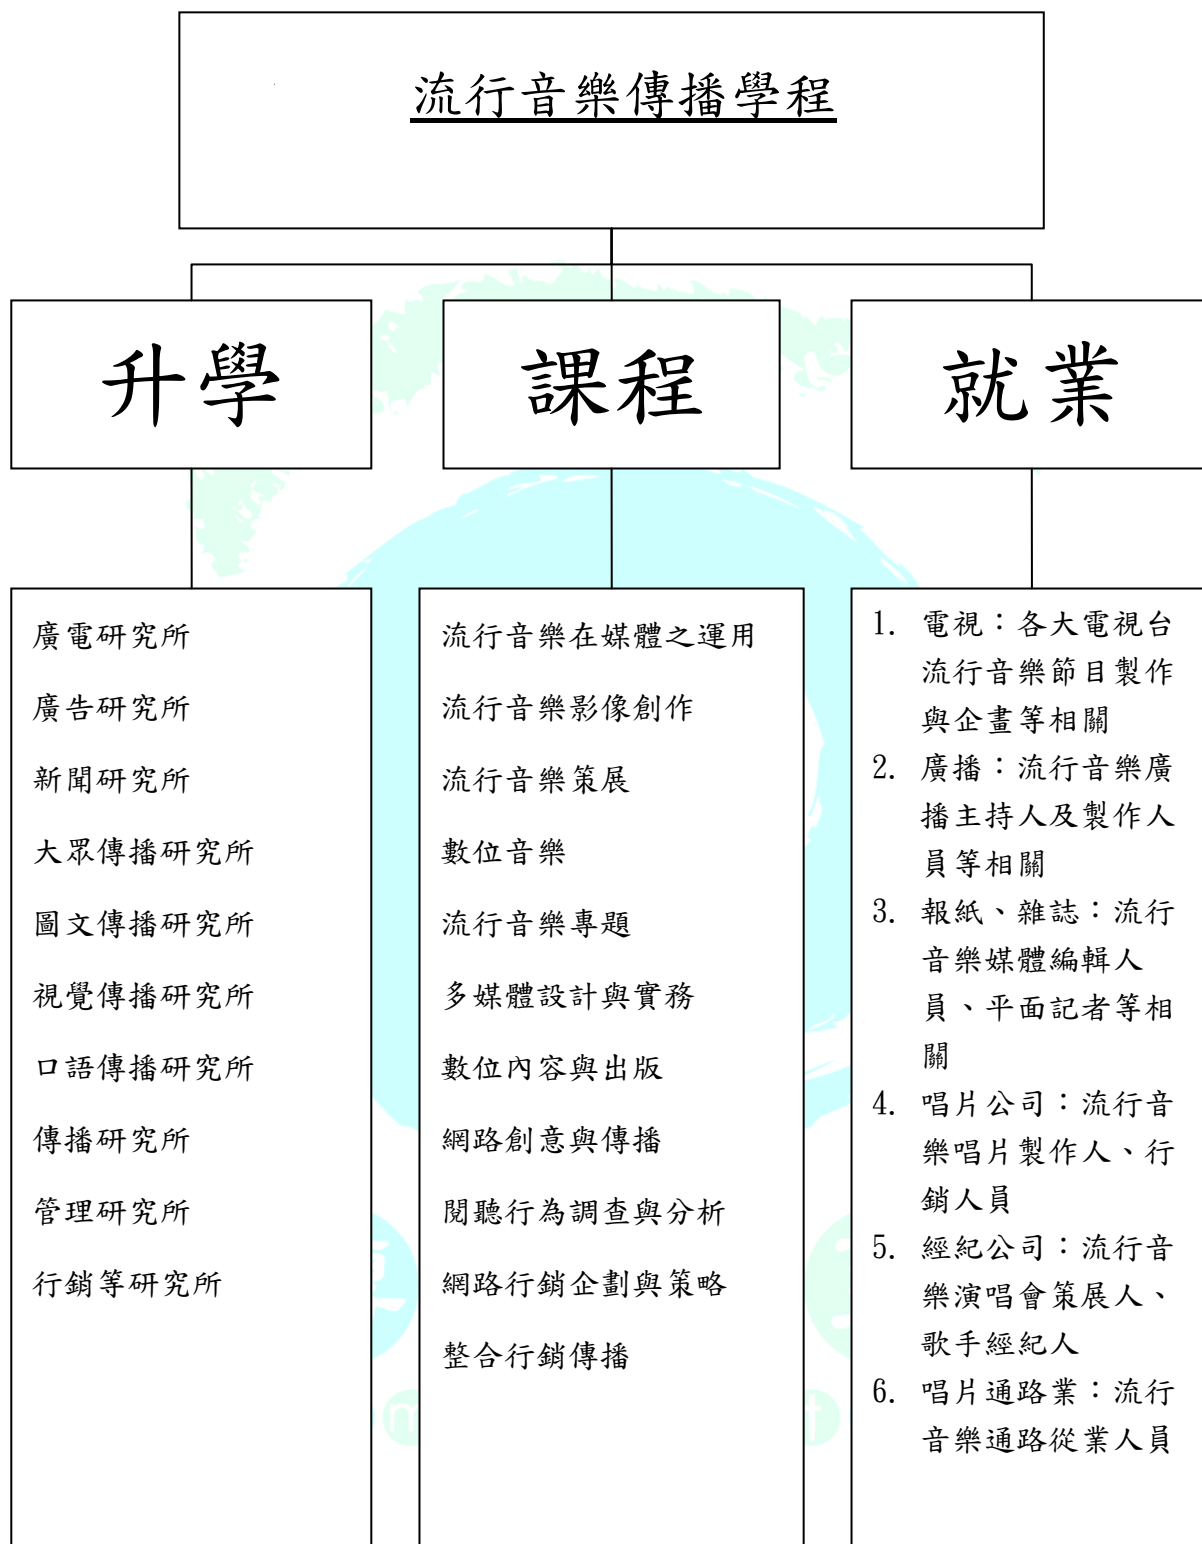 流行音樂傳播學程
升學
課程
就業
廣電研究所
廣告研究所
新聞研究所
大眾傳播研究所
圖文傳播研究所
視覺傳播研究所
口語傳播研究所
傳播研究所
管理研究所
行銷等研究所
流行音樂在媒體之運用
流行音樂影像創作
流行音樂策展
數位音樂
流行音樂專題
多媒體設計與實務
數位內容與出版
網路創意與傳播
閱聽行為調查與分析
網路行銷企劃與策略
整合行銷傳播
1. 電視：各大電視台
流行音樂節目製作
與企畫等相關
2. 廣播：流行音樂廣
播主持人及製作人
員等相關
3. 報紙、雜誌：流行
音樂媒體編輯人
員、平面記者等相
關
4. 唱片公司：流行音
樂唱片製作人、行
銷人員
5. 經紀公司：流行音
樂演唱會策展人、
歌手經紀人
6. 唱片通路業：流行
音樂通路從業人員